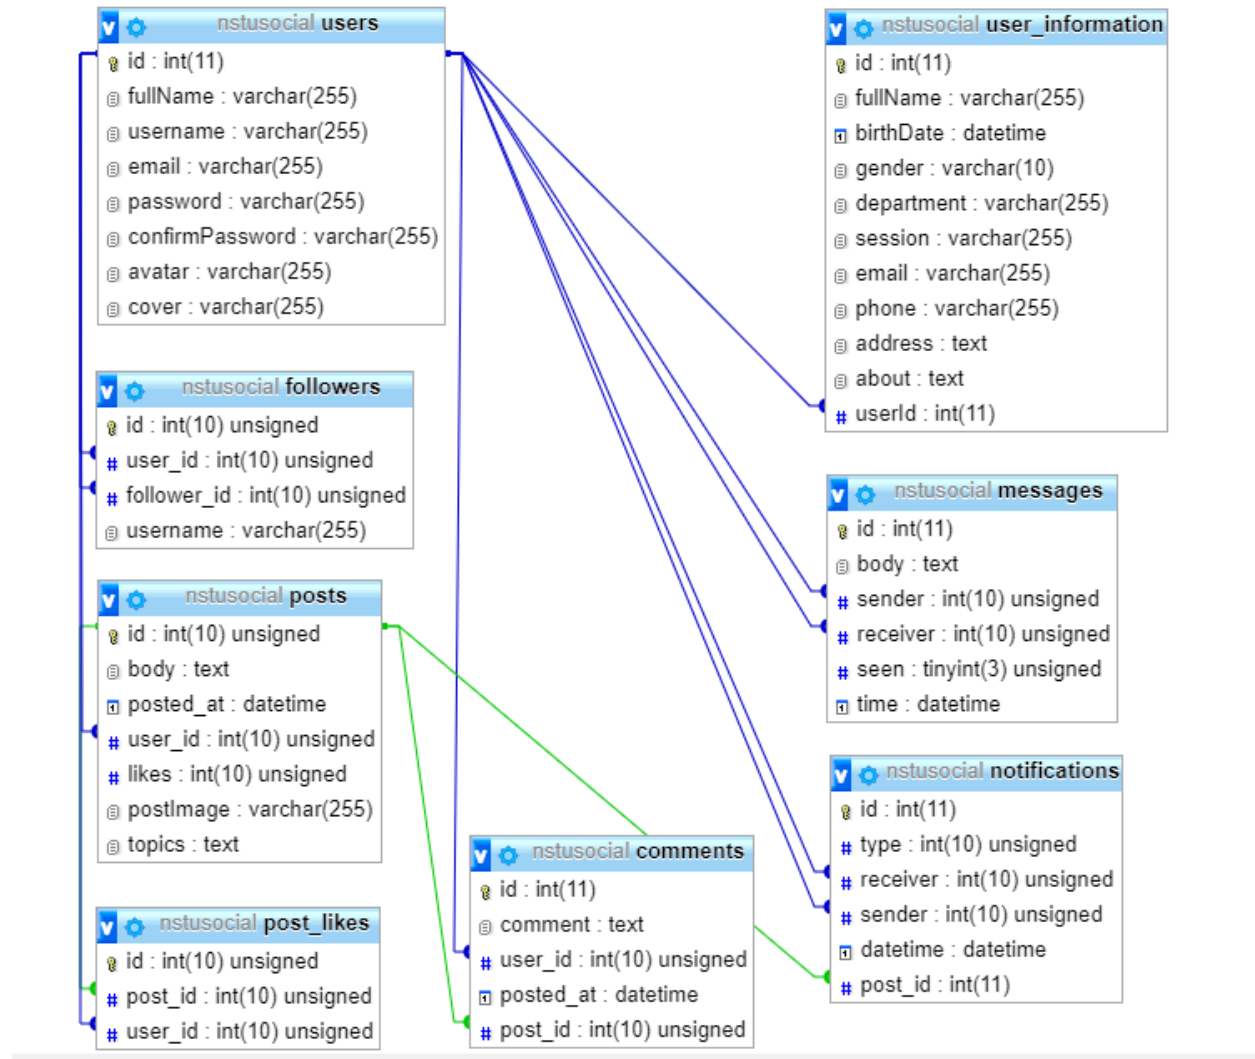 v nstusocial users
id : int(11)
fullName : varchar(255)
username : varchar(255)
email : varchar(255)
password : varchar(255)
confirmPassword : varchar(255)
avatar : varchar(255)
cover : varchar(255)
v nstusocial followers
id : int(10) unsigned
# user_id : int(10) unsigned
# follower_id : int(10) unsigned
username : varchar(255)
v nstusocial posts
id : int(10) unsigned
body : text
posted_at : datetime
# user_id : int(10) unsigned
# likes : int(10) unsigned
postImage : varchar(255)
topics : text
v nstusocial post_likes
id : int(10) unsigned
# post_id : int(10) unsigned
# user_id : int(10) unsigned
v nstusocial comments
id : int(11)
comment : text
# user_id : int(10) unsigned
posted_at : datetime
# post_id : int(10) unsigned
v nstusocial user_information
id : int(11)
fullName : varchar(255)
birthDate : datetime
gender : varchar(10)
department : varchar(255)
session : varchar(255)
email : varchar(255)
phone : varchar(255)
address : text
about : text
# userId : int(11)
v nstusocial messages
id : int(11)
body : text
# sender : int(10) unsigned
# receiver : int(10) unsigned
# seen : tinyint(3) unsigned
time : datetime
v nstusocial notifications
id : int(11)
# type : int(10) unsigned
# receiver : int(10) unsigned
# sender : int(10) unsigned
datetime : datetime
# post_id : int(11)